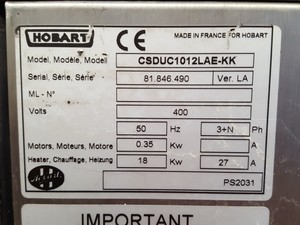 HOBART CE MADE IN FRANCE FOR HOBART
Model, Modèle, Modell CSDUC1012LAE-KK
Serial, Série, Série/ 81.846.490 Ver. LA
ML - N°
Volts 400
50 Hz 3+N Ph
Motors, Moteurs, Motore 0.35 Kw A
Heater, Chauffage, Heizung 18 Kw 27 A
Hobart H PS2031
IMPORTANT